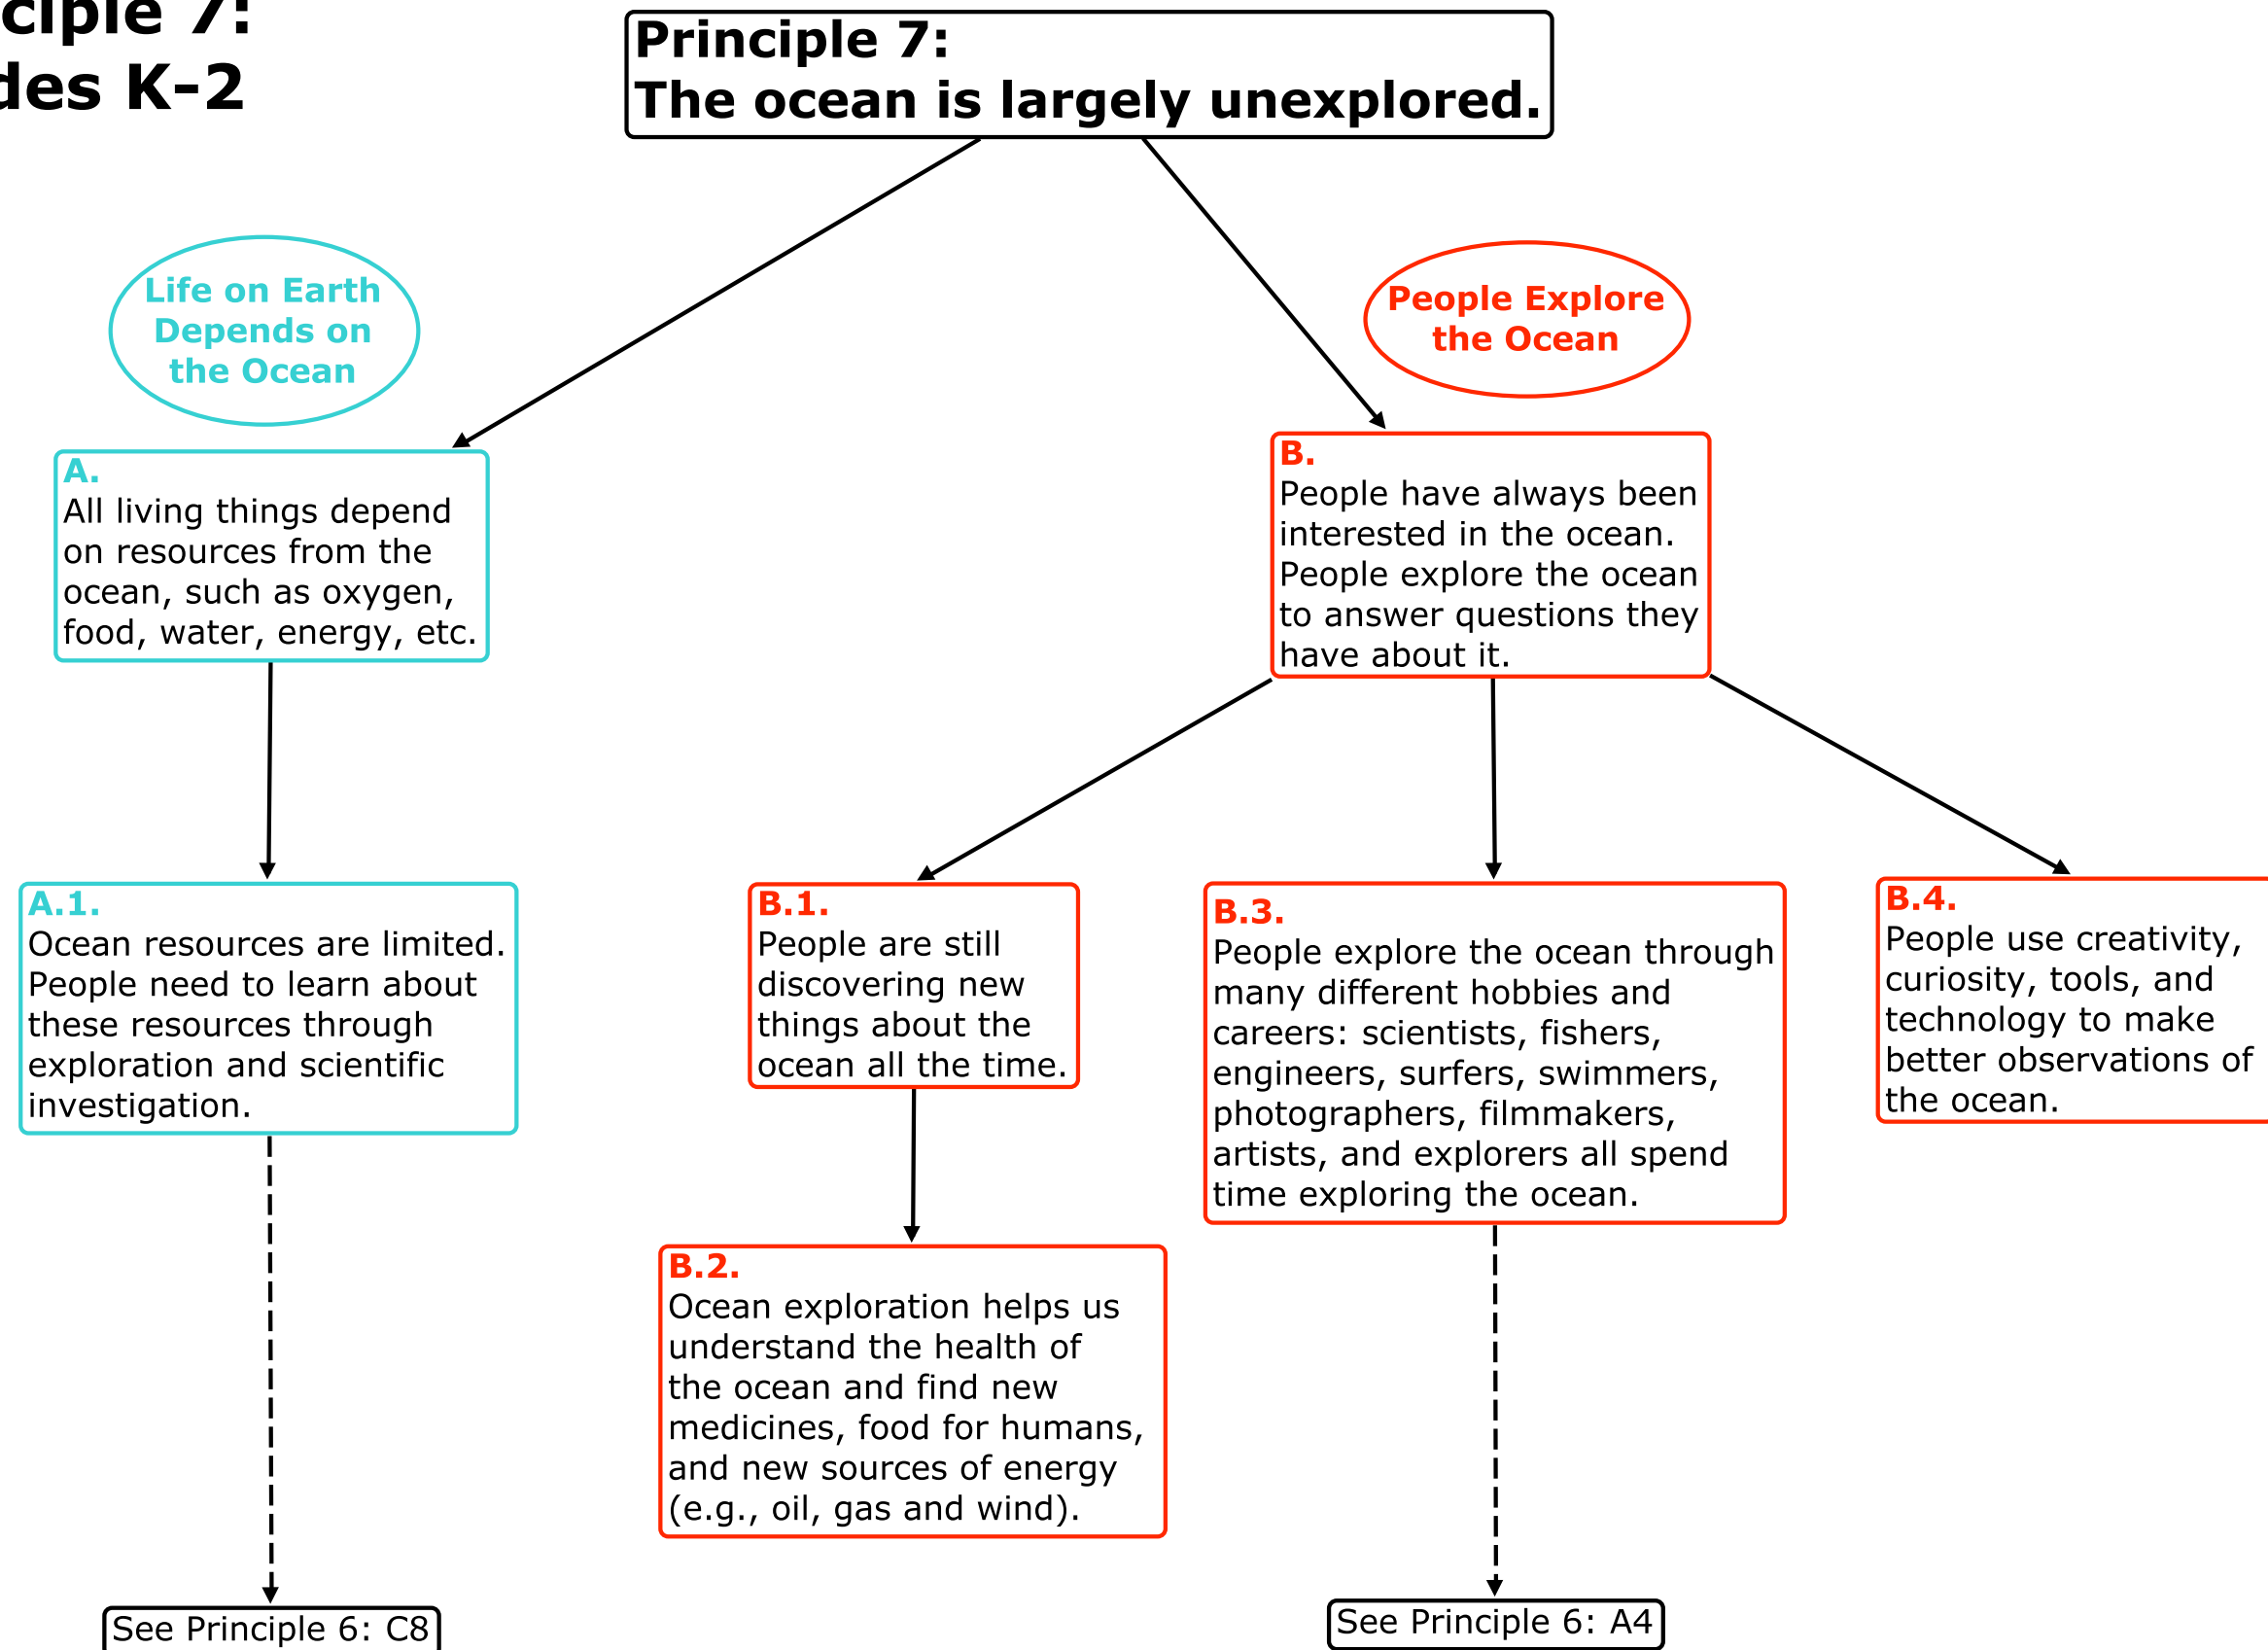 ciple 7:
des K-2
Principle 7:
The ocean is largely unexplored.
Life on Earth
Depends on
the Ocean
People Explore
the Ocean
A.
All living things depend
on resources from the
ocean, such as oxygen,
food, water, energy, etc.
B.
People have always been
interested in the ocean.
People explore the ocean
to answer questions they
have about it.
A.1.
Ocean resources are limited.
People need to learn about
these resources through
exploration and scientific
investigation.
B.1.
People are still
discovering new
things about the
ocean all the time.
B.3.
People explore the ocean through
many different hobbies and
careers: scientists, fishers,
engineers, surfers, swimmers,
photographers, filmmakers,
artists, and explorers all spend
time exploring the ocean.
B.4.
People use creativity,
curiosity, tools, and
technology to make
better observations of
the ocean.
B.2.
Ocean exploration helps us
understand the health of
the ocean and find new
medicines, food for humans,
and new sources of energy
(e.g., oil, gas and wind).
See Principle 6: C8
See Principle 6: A4